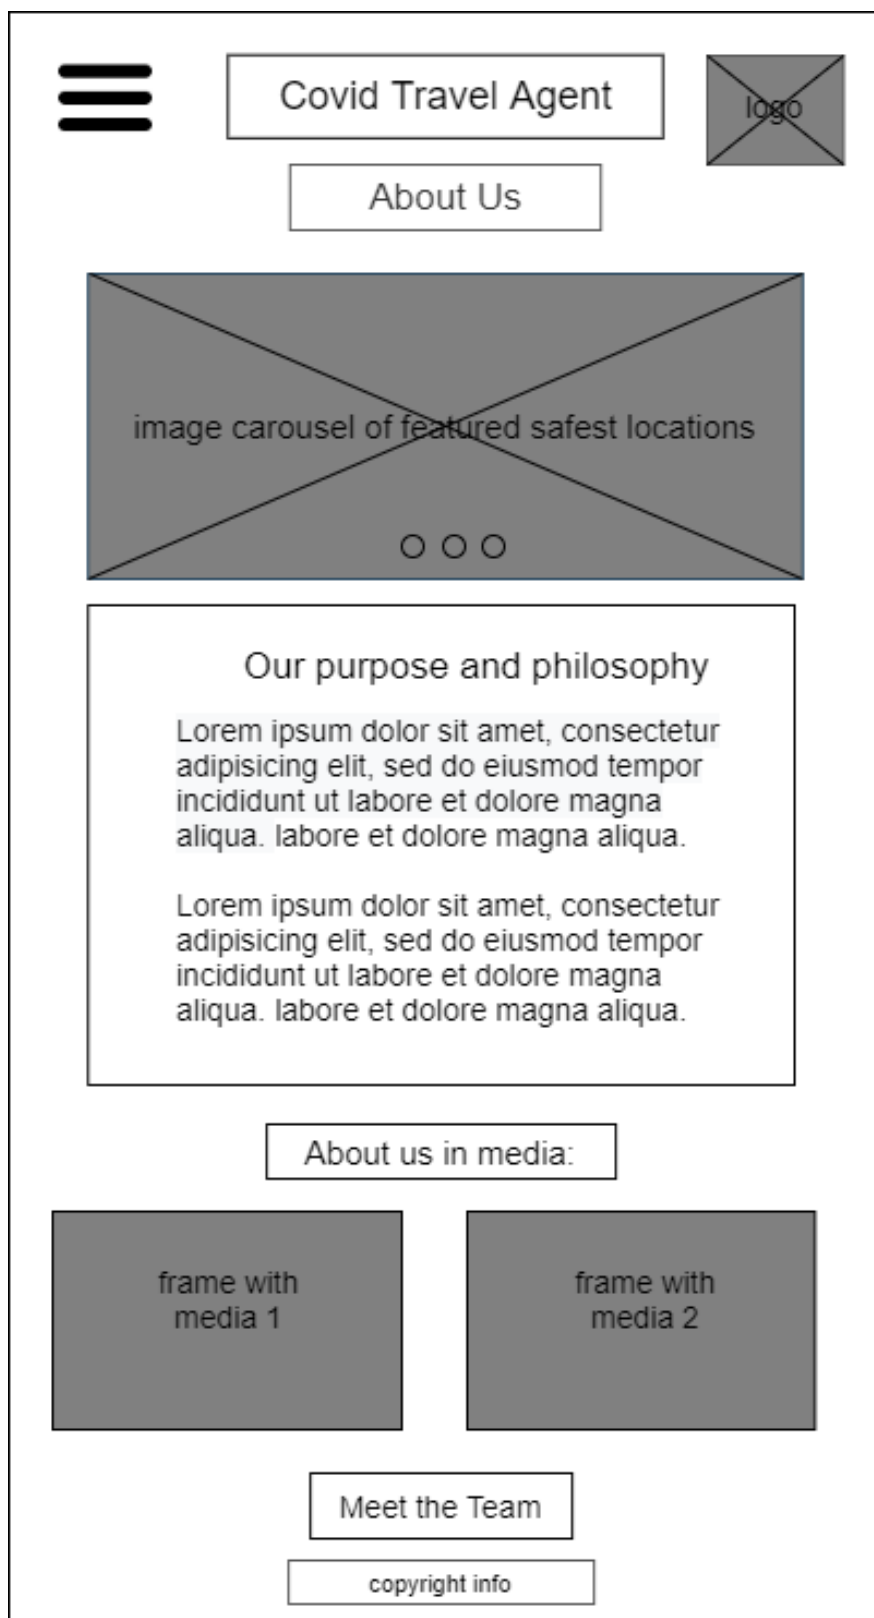 Covid Travel Agent
logo
About Us
image carousel of featured safest locations
Our purpose and philosophy
Lorem ipsum dolor sit amet, consectetur
adipisicing elit, sed do eiusmod tempor
incididunt ut labore et dolore magna
aliqua. labore et dolore magna aliqua.
Lorem ipsum dolor sit amet, consectetur
adipisicing elit, sed do eiusmod tempor
incididunt ut labore et dolore magna
aliqua. labore et dolore magna aliqua.
About us in media:
frame with
media 1
frame with
media 2
Meet the Team
copyright info